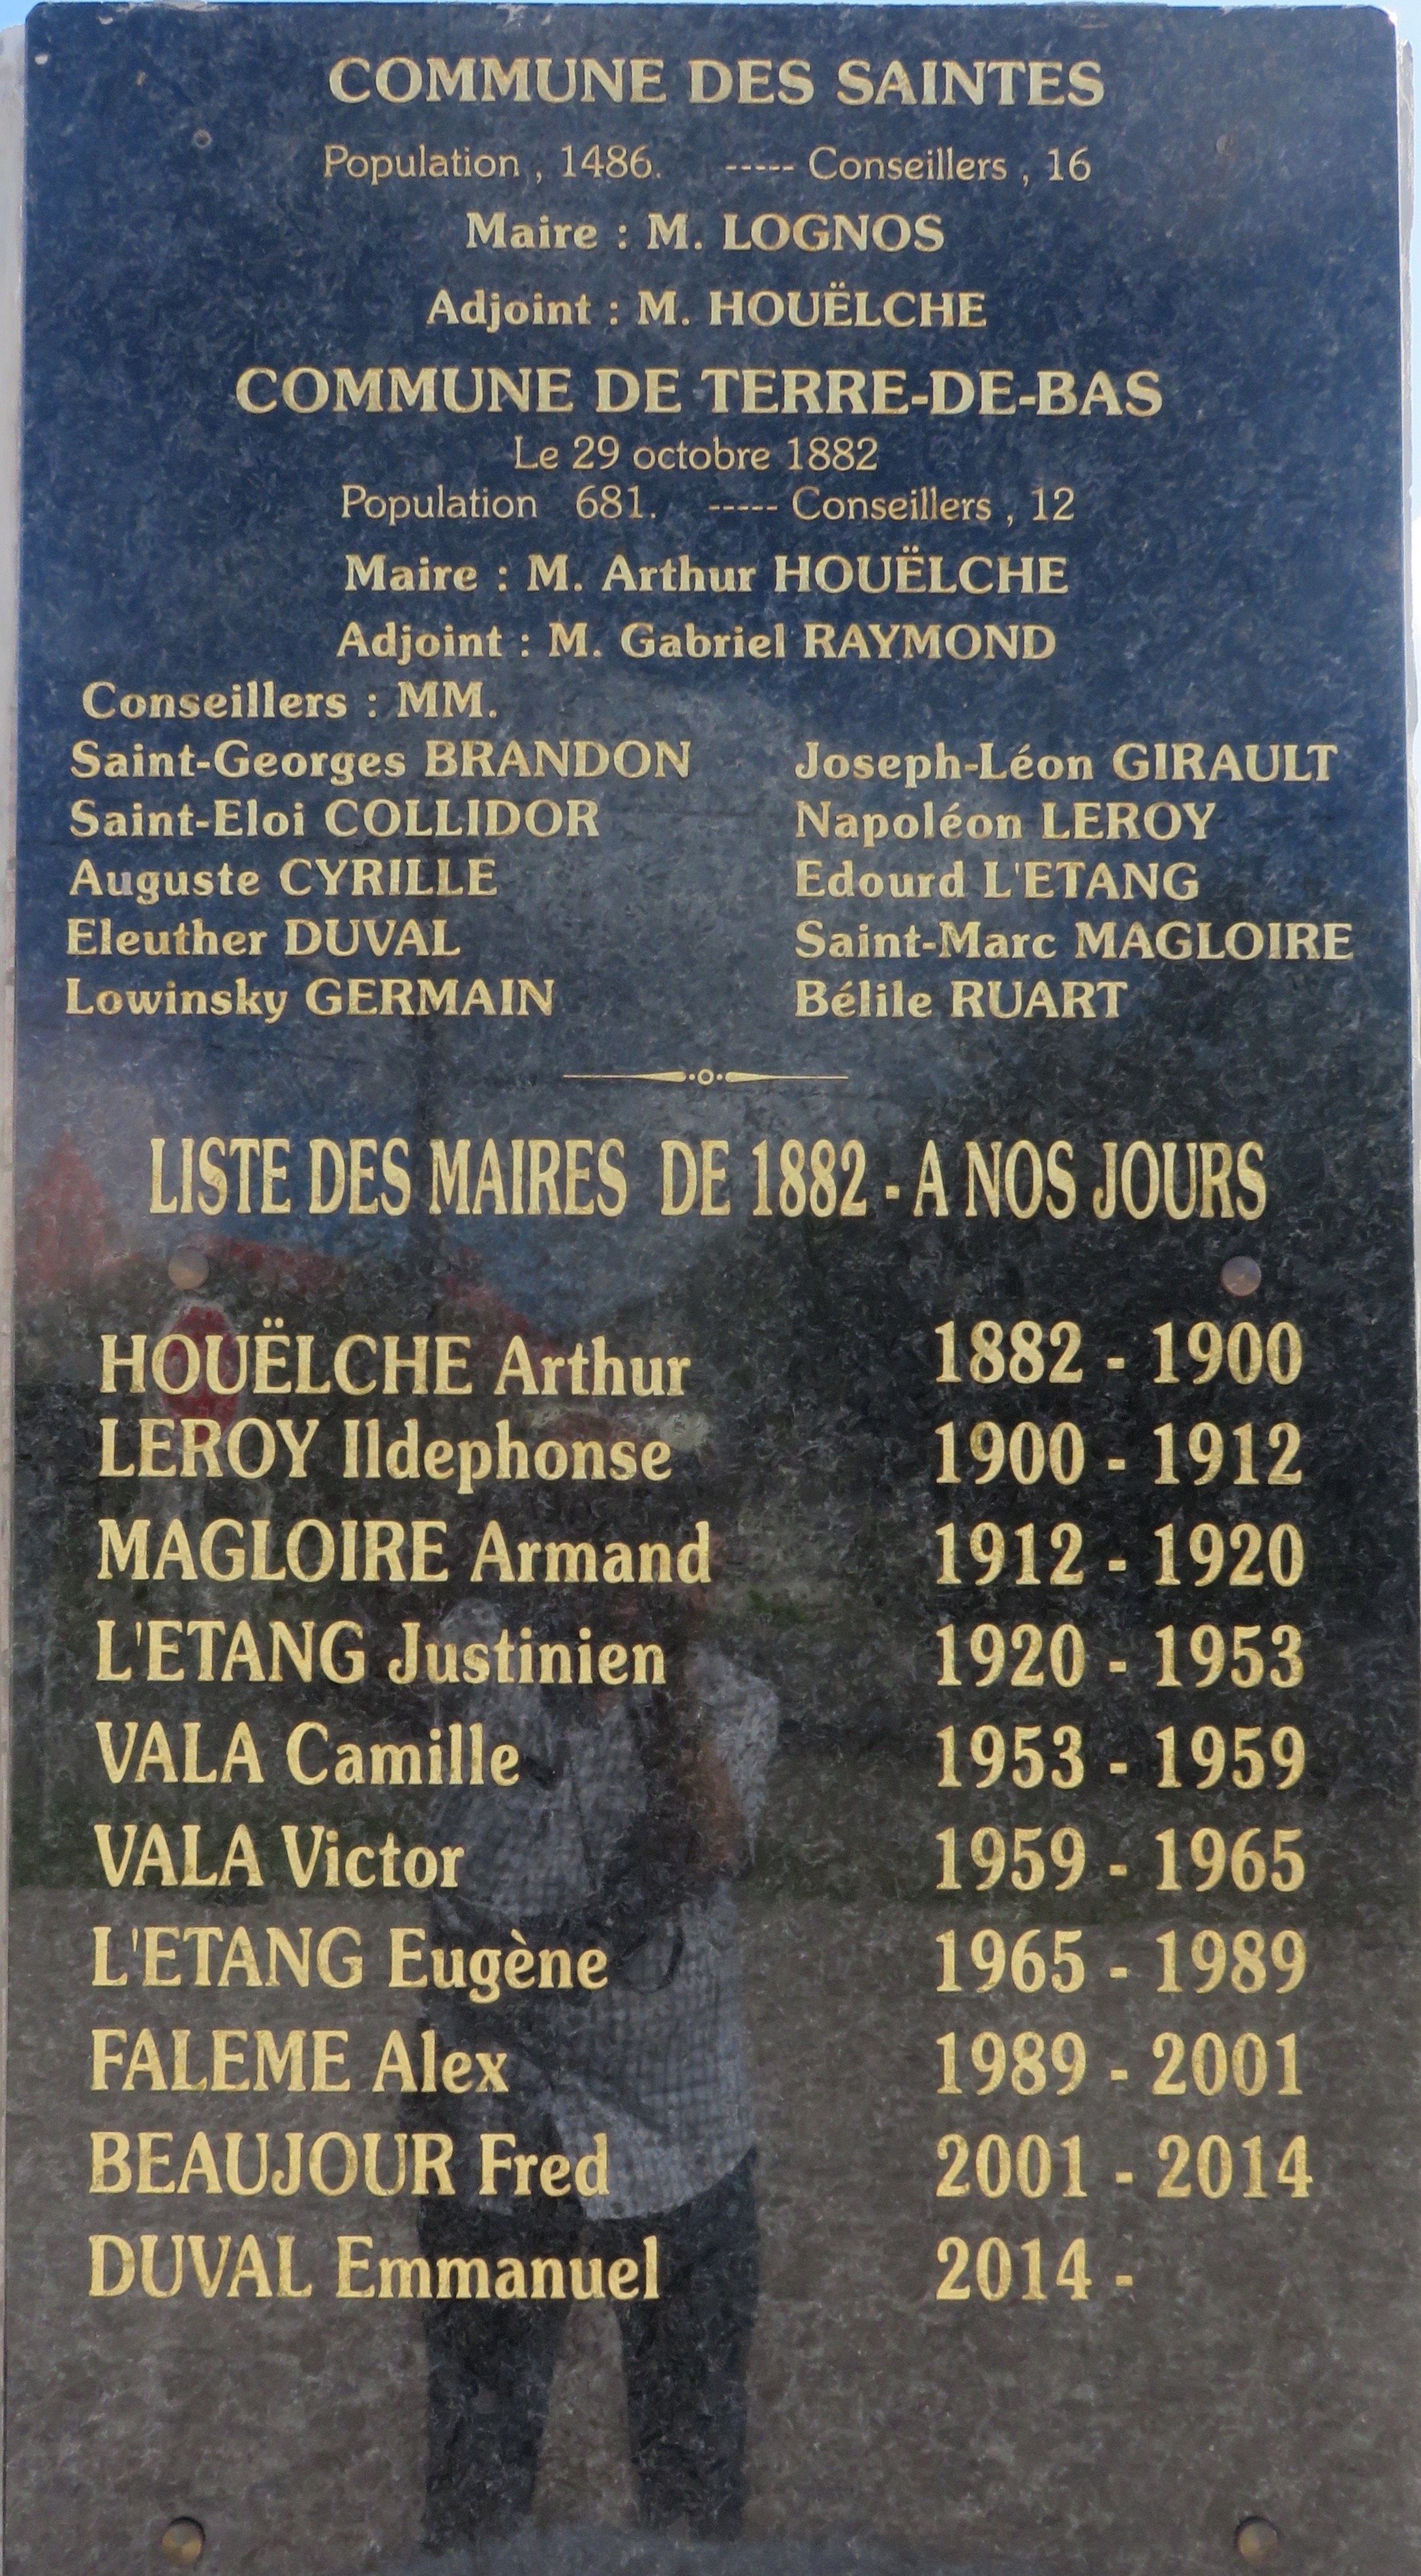 COMMUNE DES SAINTES
Population , 1486. ----- Conseillers , 16
Maire : M. LOGNOS
Adjoint : M. HOUËLCHE
COMMUNE DE TERRE-DE-BAS
Le 29 octobre 1882
Population 681. ----- Conseillers , 12
Maire : M. Arthur HOUËLCHE
Adjoint : M. Gabriel RAYMOND
Conseillers : MM.
Saint-Georges BRANDON Joseph-Léon GIRAULT
Saint-Eloi COLLIDOR Napoléon LEROY
Auguste CYRILLE Edourd L'ETANG
Eleuther DUVAL Saint-Marc MAGLOIRE
Lowinsky GERMAIN Bélile RUART
LISTE DES MAIRES DE 1882 - A NOS JOURS
HOUËLCHE Arthur 1882 - 1900
LEROY Ildephonse 1900 - 1912
MAGLOIRE Armand 1912 - 1920
L'ETANG Justinien 1920 - 1953
VALA Camille 1953 - 1959
VALA Victor 1959 - 1965
L'ETANG Eugène 1965 - 1989
FALEME Alex 1989 - 2001
BEAUJOUR Fred 2001 - 2014
DUVAL Emmanuel 2014 -